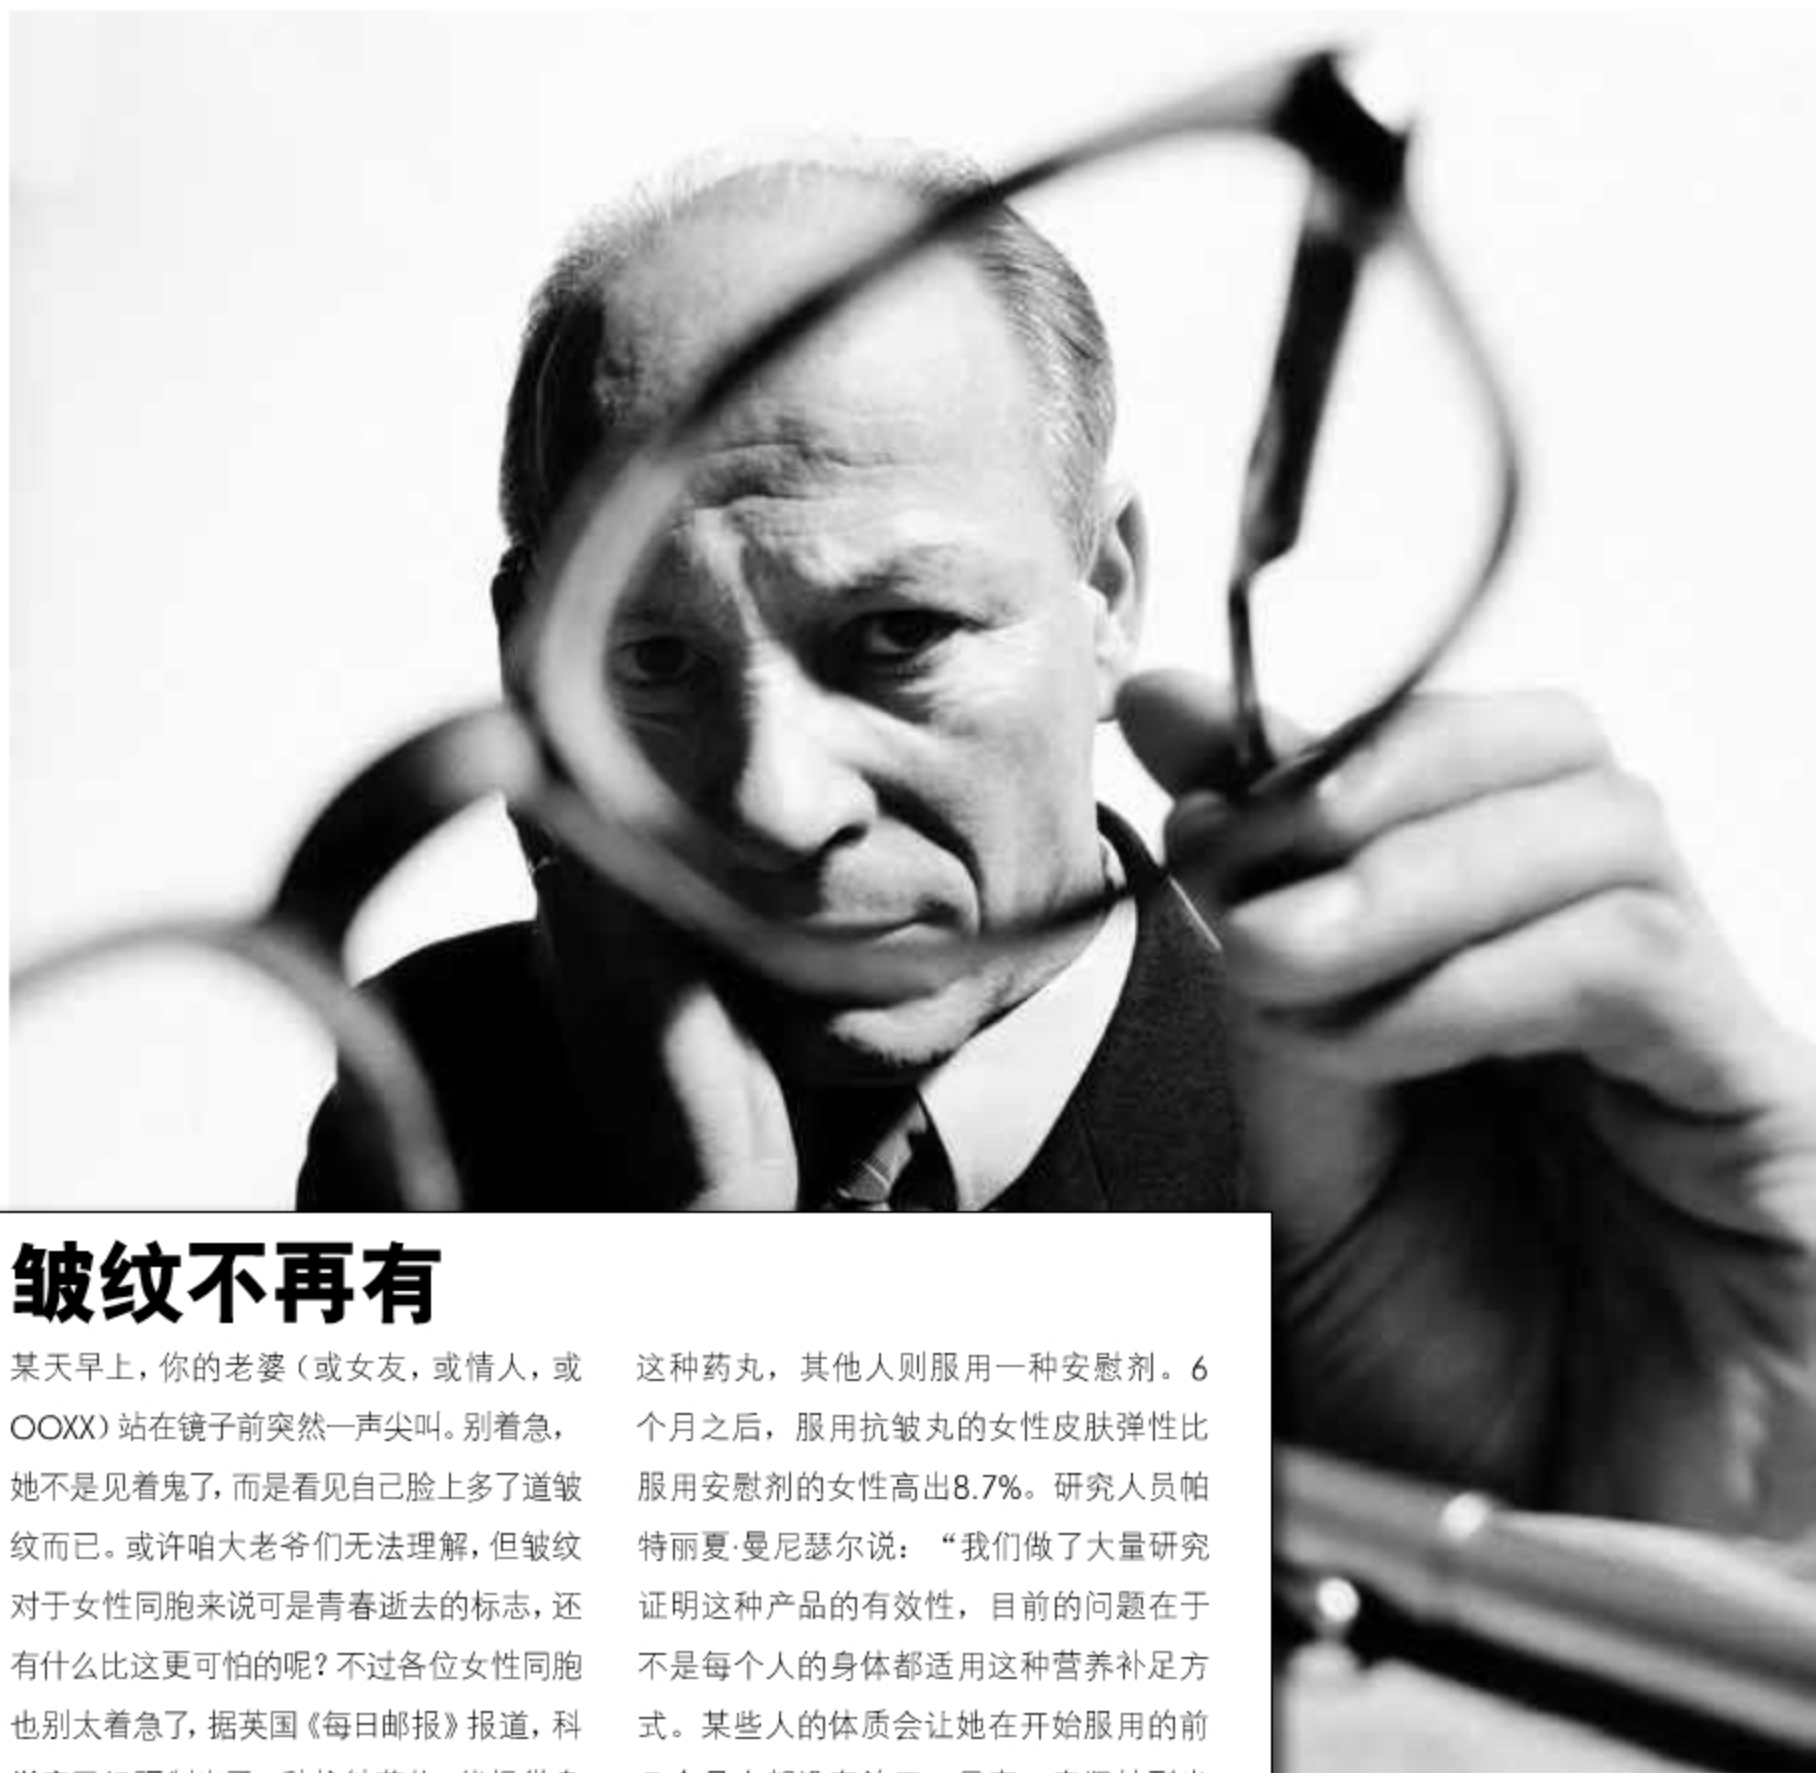 皱纹不再有
某天早上，你的老婆（或女友，或情人，或
OOXX）站在镜子前突然一声尖叫。别着急，
她不是见着鬼了，而是看见自己脸上多了道皱
纹而已。或许咱大老爷们无法理解，但皱纹
对于女性同胞来说可是青春逝去的标志，还
有什么比这更可怕的呢？不过各位女性同胞
也别太着急了，据英国《每日邮报》报道，科
这种药丸，其他人则服用一种安慰剂。6
个月之后，服用抗皱丸的女性皮肤弹性比
服用安慰剂的女性高出8.7%。研究人员帕
特丽夏·曼尼瑟尔说：“我们做了大量研究
证明这种产品的有效性，目前的问题在于
不是每个人的身体都适用这种营养补足方
式。某些人的体质会让她在开始服用的前